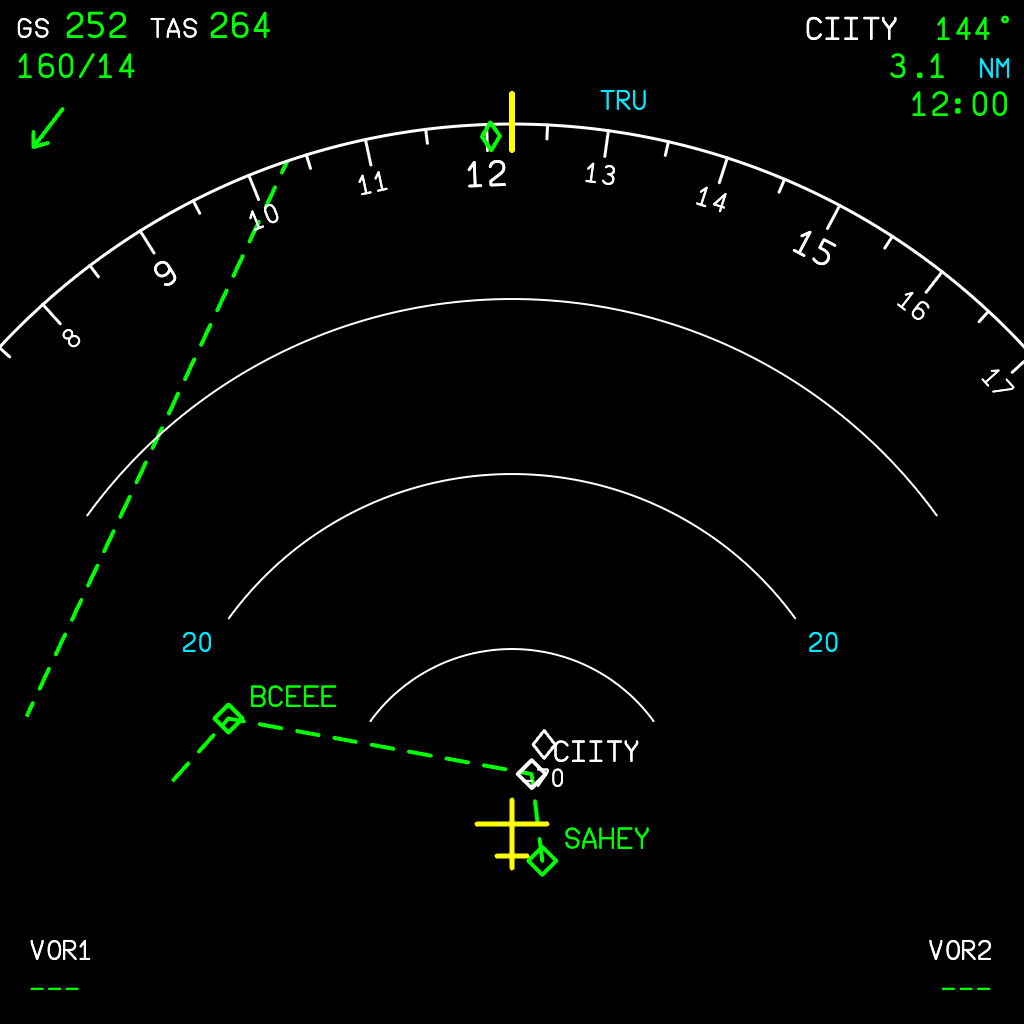 GS 252 TAS 264
160/14
CIITY 144°
3.1 NM
12:00
TRU
8
9
10
11
12
13
14
15
16
17
20
20
BCEEE
CIITY
SAHEY
VOR1
---
VOR2
---